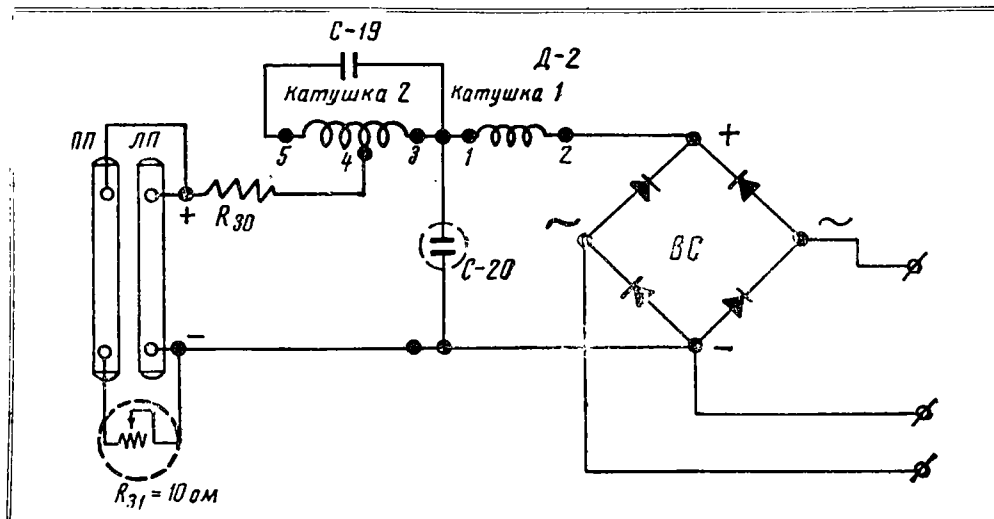 С-19
Д-2
Катушка 2
Катушка 1
ПП ЛП
5 4 3 1 2
+
+
R30
~
~
ВС
С-20
-
-
R31 = 10 ом